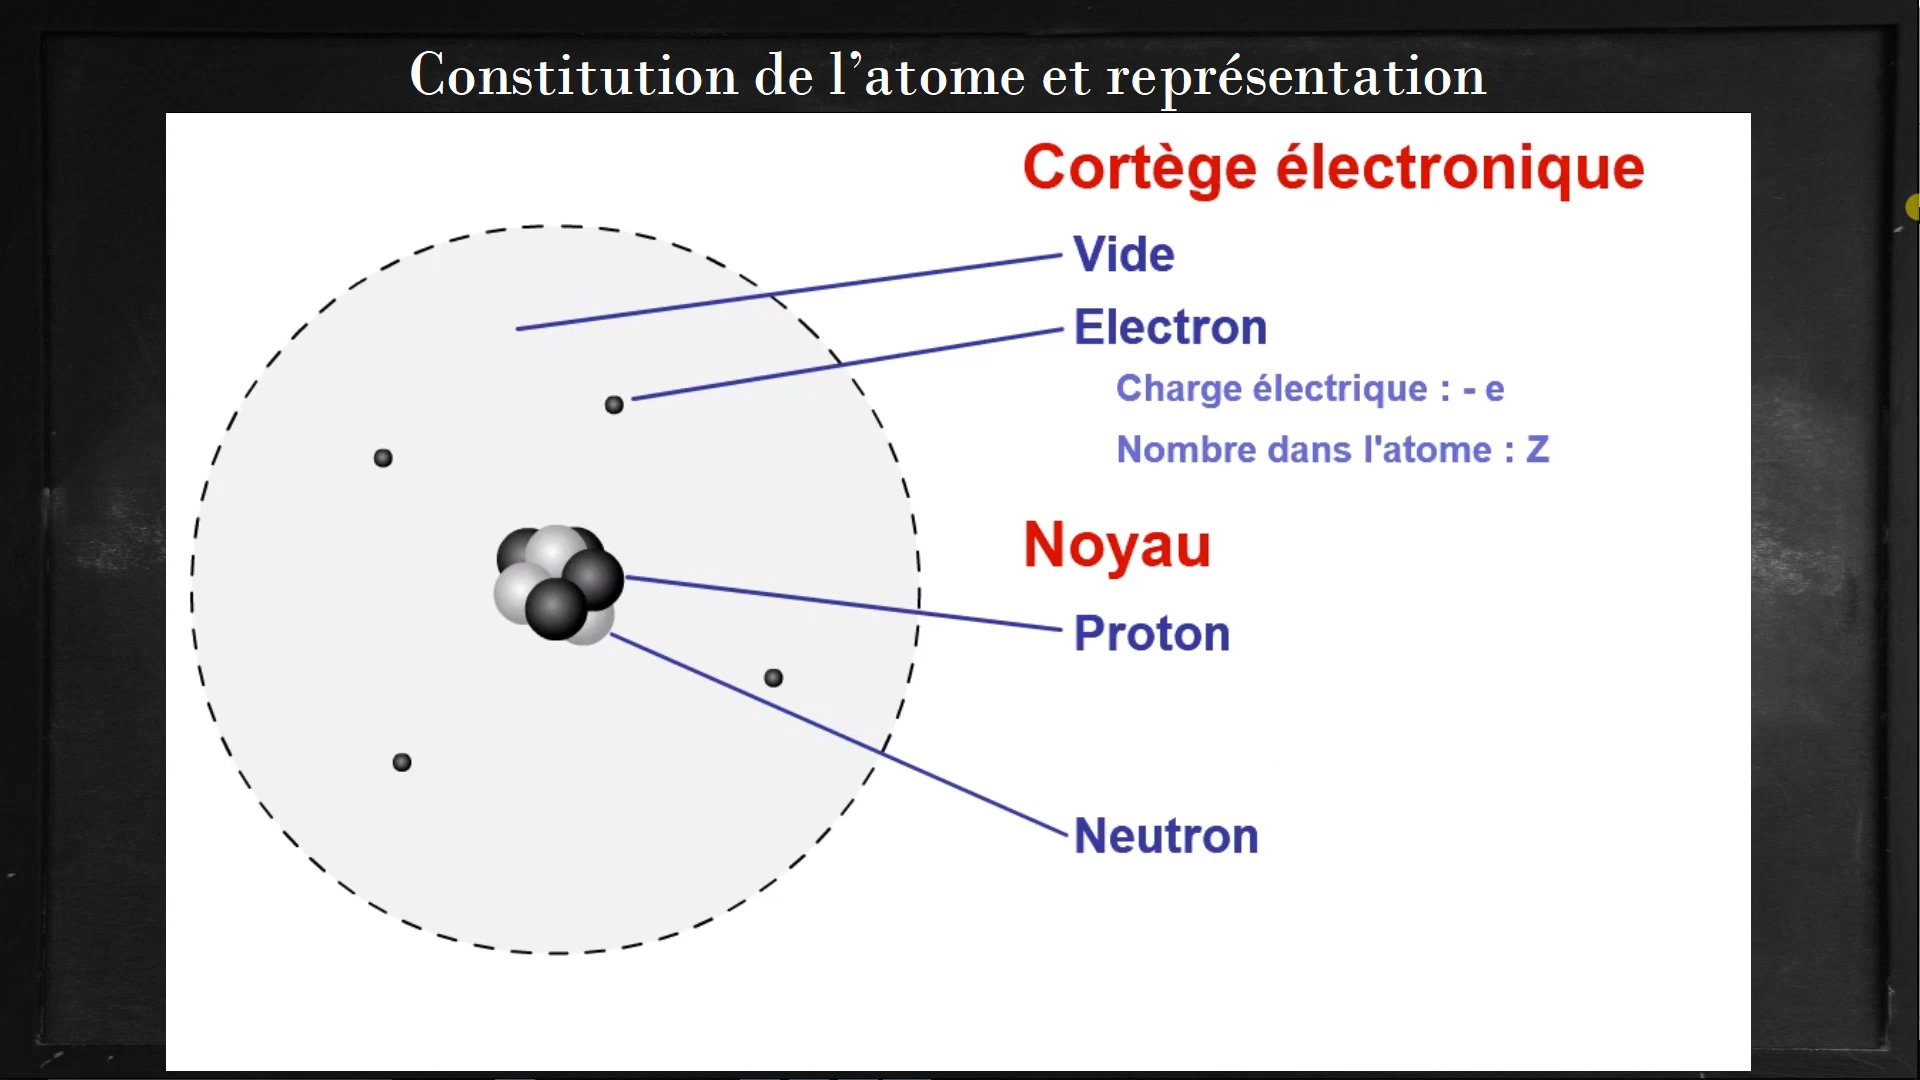 Constitution de l’atome et représentation
Cortège électronique
Vide
Electron
Charge électrique : - e
Nombre dans l'atome : Z
Noyau
Proton
Neutron